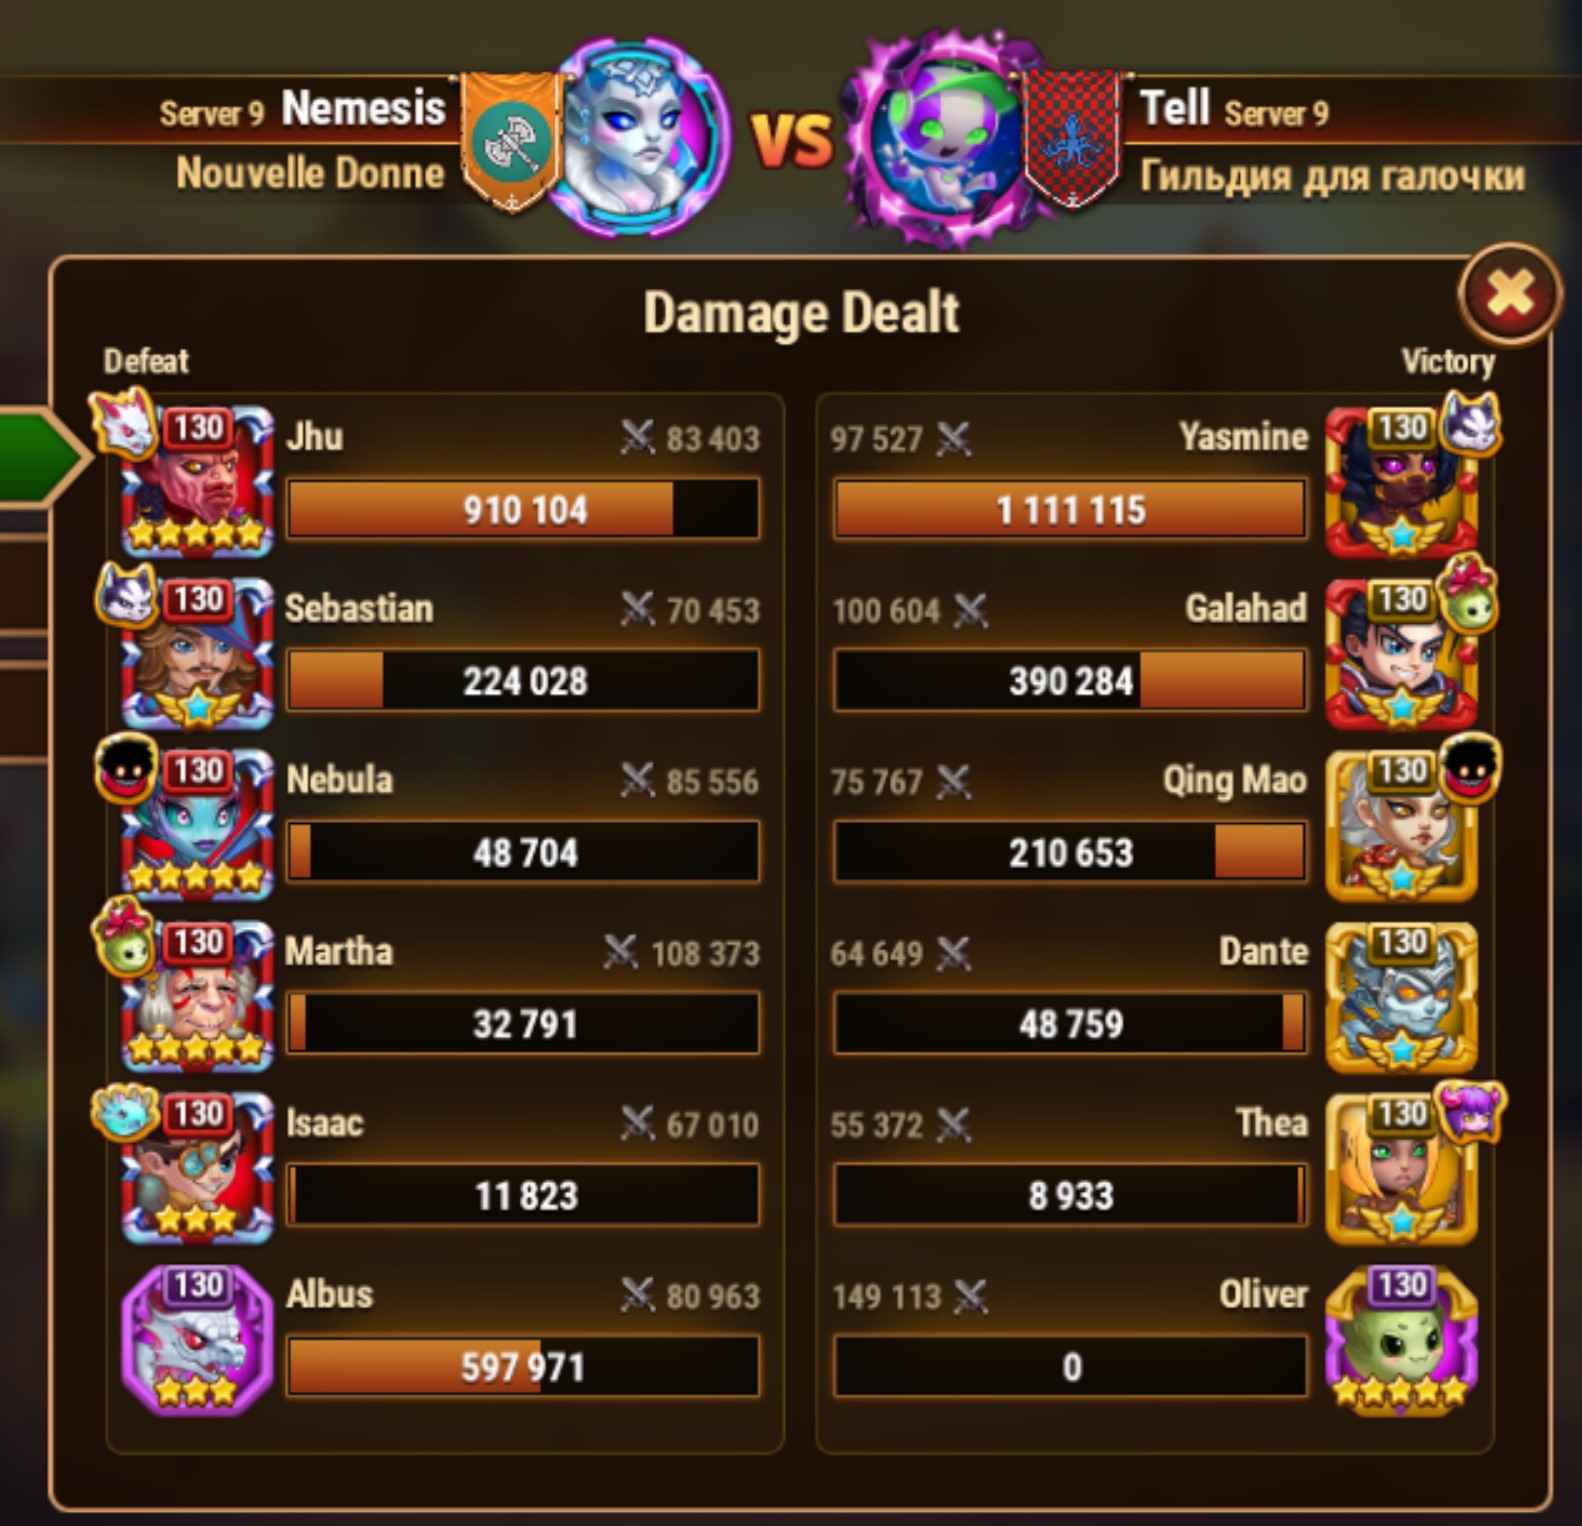 Server 9 Nemesis
Nouvelle Donne
VS
Tell Server 9
Гильдия для галочки
Damage Dealt
Defeat
Victory
130 Jhu 83 403
910 104
97 527 Yasmine 130
1 111 115
130 Sebastian 70 453
224 028
100 604 Galahad 130
390 284
130 Nebula 85 556
48 704
75 767 Qing Mao 130
210 653
130 Martha 108 373
32 791
64 649 Dante 130
48 759
130 Isaac 67 010
11 823
55 372 Thea 130
8 933
130 Albus 80 963
597 971
149 113 Oliver 130
0